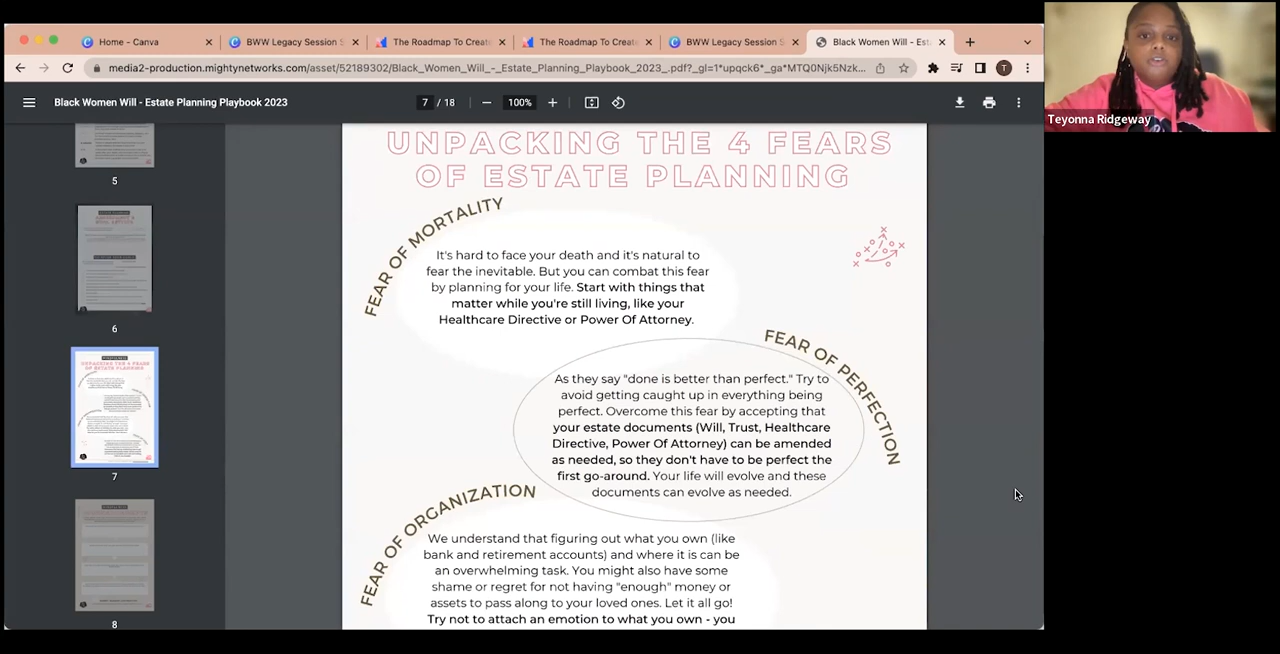 Home - Canva
BWW Legacy Session S
The Roadmap To Create
The Roadmap To Create
BWW Legacy Session S
Black Women Will - Est
media2-production.mightynetworks.com/asset/52189302/Black_Women_Will_-_Estate_Planning_Playbook_2023_.pdf?_gl=1*upqck6*_ga*MTQ0Njk5Nzk...
T
Black Women Will - Estate Planning Playbook 2023
7 / 18
100%
5
6
7
8
UNPACKING THE 4 FEARS
OF ESTATE PLANNING
FEAR OF MORTALITY
It's hard to face your death and it's natural to
fear the inevitable. But you can combat this fear
by planning for your life. Start with things that
matter while you're still living, like your
Healthcare Directive or Power Of Attorney.
FEAR OF PERFECTION
As they say "done is better than perfect." Try to
avoid getting caught up in everything being
perfect. Overcome this fear by accepting that
your estate documents (Will, Trust, Healthcare
Directive, Power Of Attorney) can be amended
as needed, so they don't have to be perfect the
first go-around. Your life will evolve and these
documents can evolve as needed.
FEAR OF ORGANIZATION
We understand that figuring out what you own (like
bank and retirement accounts) and where it is can be
an overwhelming task. You might also have some
shame or regret for not having "enough" money or
assets to pass along to your loved ones. Let it all go!
Try not to attach an emotion to what you own - you
Teyonna Ridgeway